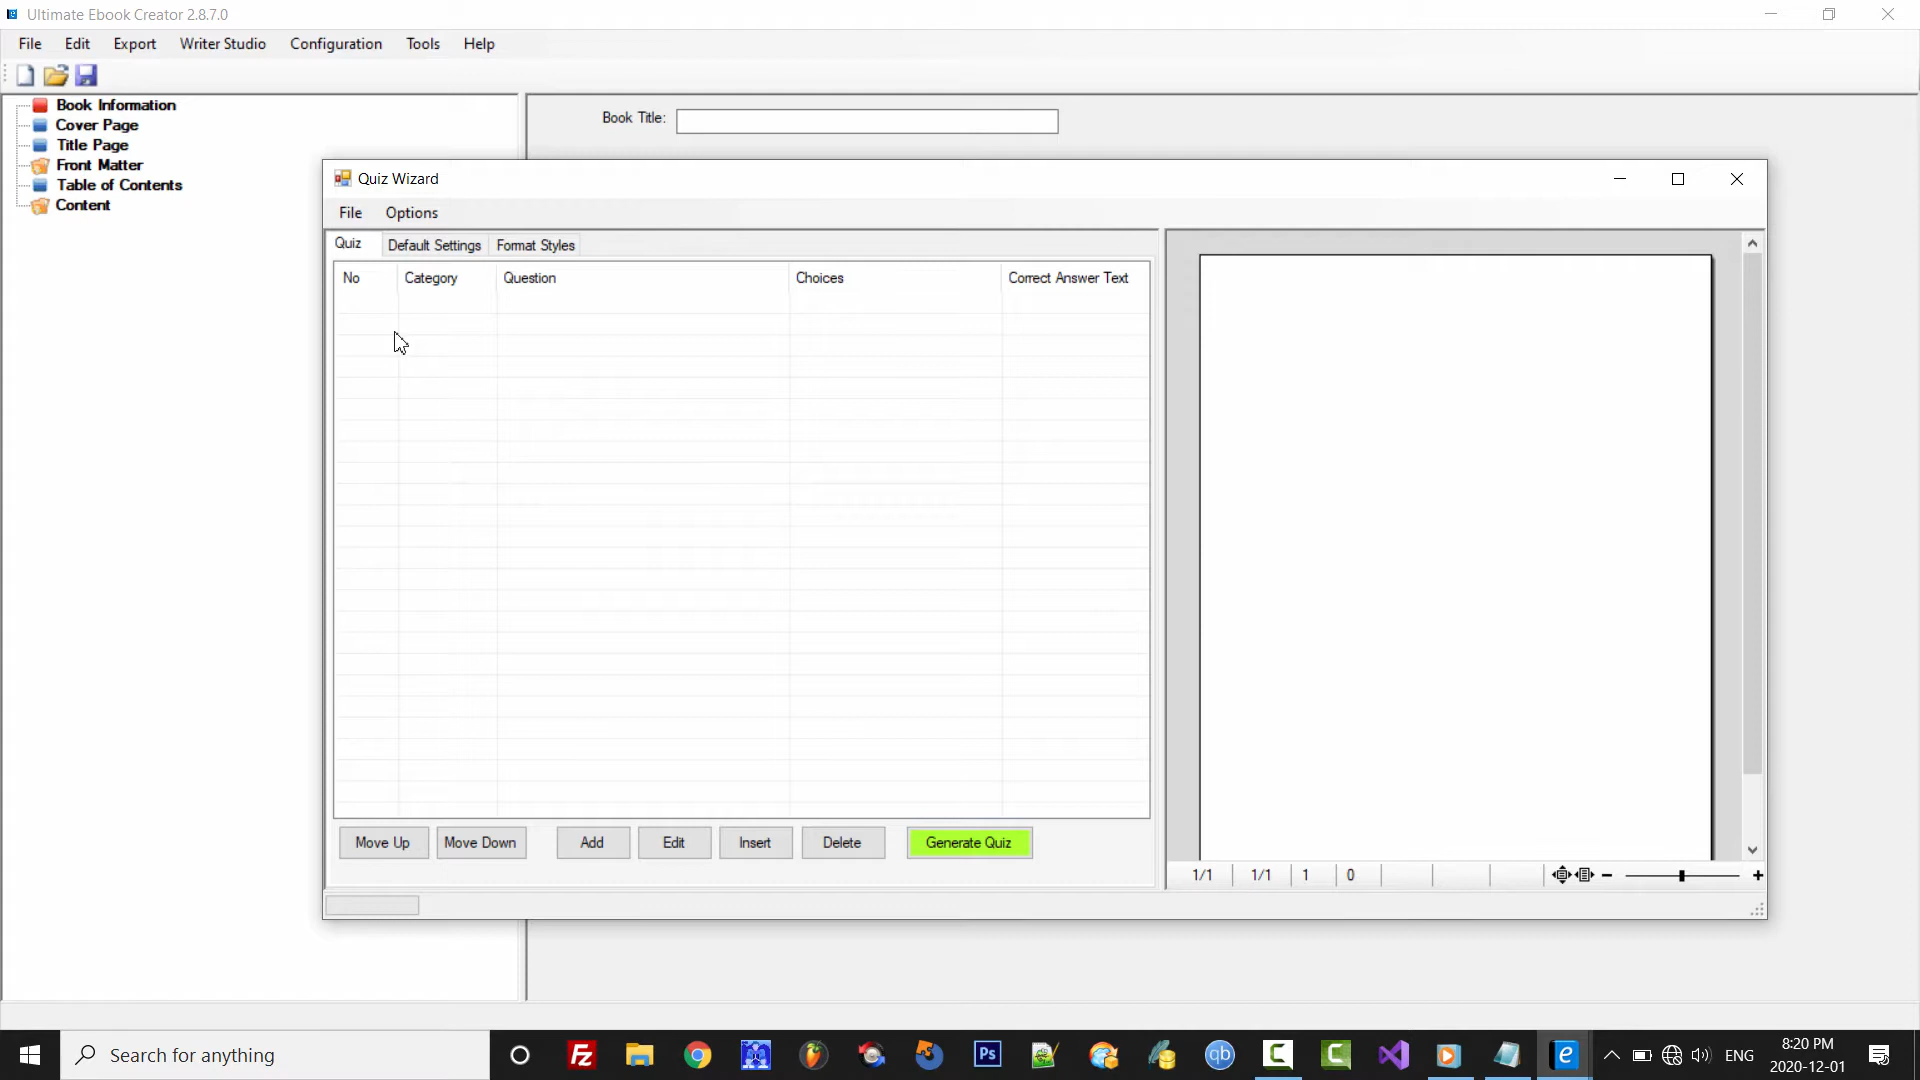 Ultimate Ebook Creator 2.8.7.0
File Edit Export Writer Studio Configuration Tools Help
Book Information
Cover Page
Title Page
Front Matter
Table of Contents
Content
Book Title:
Quiz Wizard
File Options
Quiz Default Settings Format Styles
No Category Question Choices Correct Answer Text
Move Up Move Down Add Edit Insert Delete Generate Quiz
1/1 1/1 1 0
Search for anything
Fz
Ps
qb
ENG
8:20 PM
2020-12-01